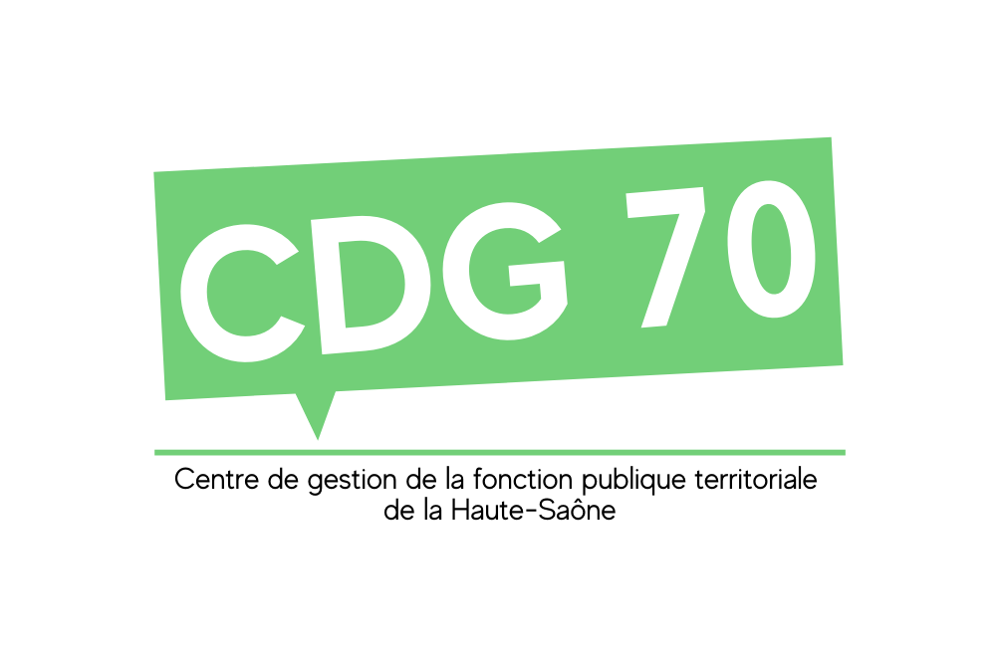 CDG 70
Centre de gestion de la fonction publique territoriale
de la Haute-Saône